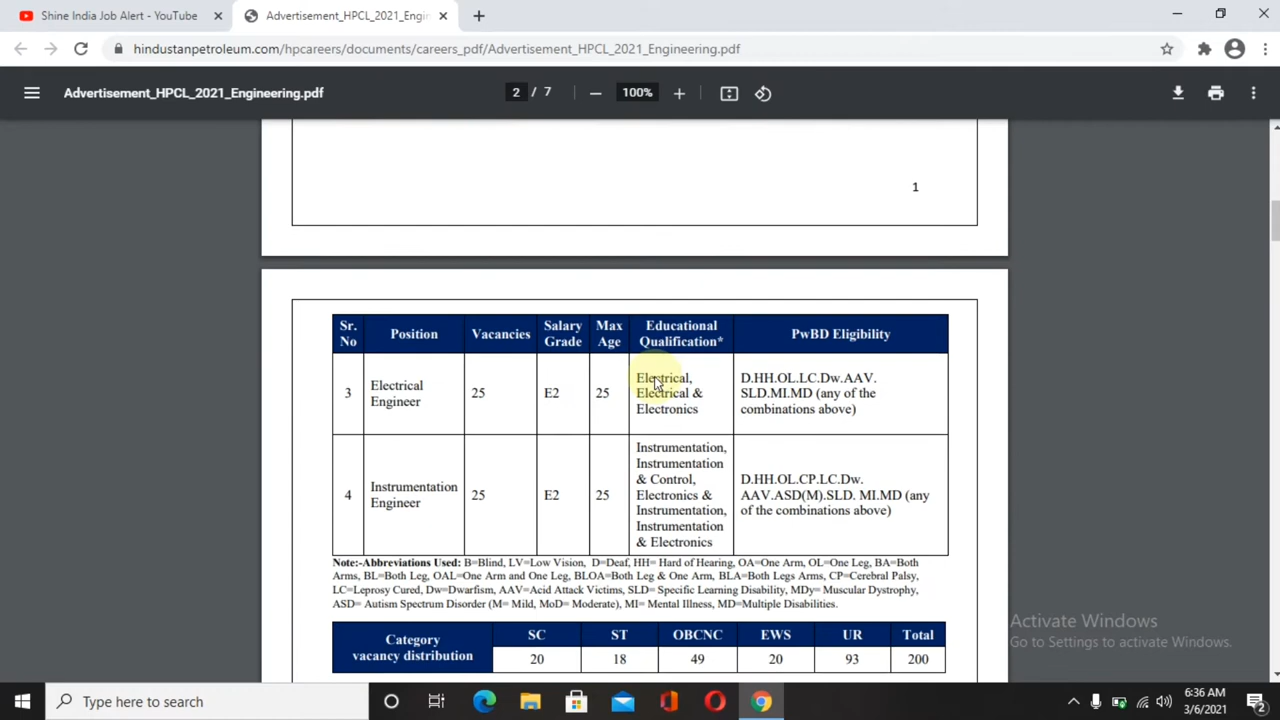 Shine India Job Alert - YouTube
Advertisement_HPCL_2021_Engin
hindustanpetroleum.com/hpcareers/documents/careers_pdf/Advertisement_HPCL_2021_Engineering.pdf
Advertisement_HPCL_2021_Engineering.pdf
2 / 7
100%
1
Sr. No
Position
Vacancies
Salary Grade
Max Age
Educational Qualification*
PwBD Eligibility
3
Electrical
Engineer
25
E2
25
Electrical,
Electrical &
Electronics
D.HH.OL.LC.Dw.AAV.
SLD.MI.MD (any of the
combinations above)
4
Instrumentation
Engineer
25
E2
25
Instrumentation,
Instrumentation
& Control,
Electronics &
Instrumentation,
Instrumentation
& Electronics
D.HH.OL.CP.LC.Dw.
AAV.ASD(M).SLD. MI.MD (any
of the combinations above)
Note:-Abbreviations Used: B=Blind, LV=Low Vision, D=Deaf, HH= Hard of Hearing, OA=One Arm, OL=One Leg, BA=Both
Arms, BL=Both Leg, OAL=One Arm and One Leg, BLOA=Both Leg & One Arm, BLA=Both Legs Arms, CP=Cerebral Palsy,
LC=Leprosy Cured, Dw=Dwarfism, AAV=Acid Attack Victims, SLD= Specific Learning Disability, MDy= Muscular Dystrophy,
ASD= Autism Spectrum Disorder (M= Mild, MoD= Moderate), MI= Mental Illness, MD=Multiple Disabilities.
Category
vacancy distribution
SC
ST
OBCNC
EWS
UR
Total
20
18
49
20
93
200
Activate Windows
Go to Settings to activate Windows.
Type here to search
6:36 AM
3/6/2021
2